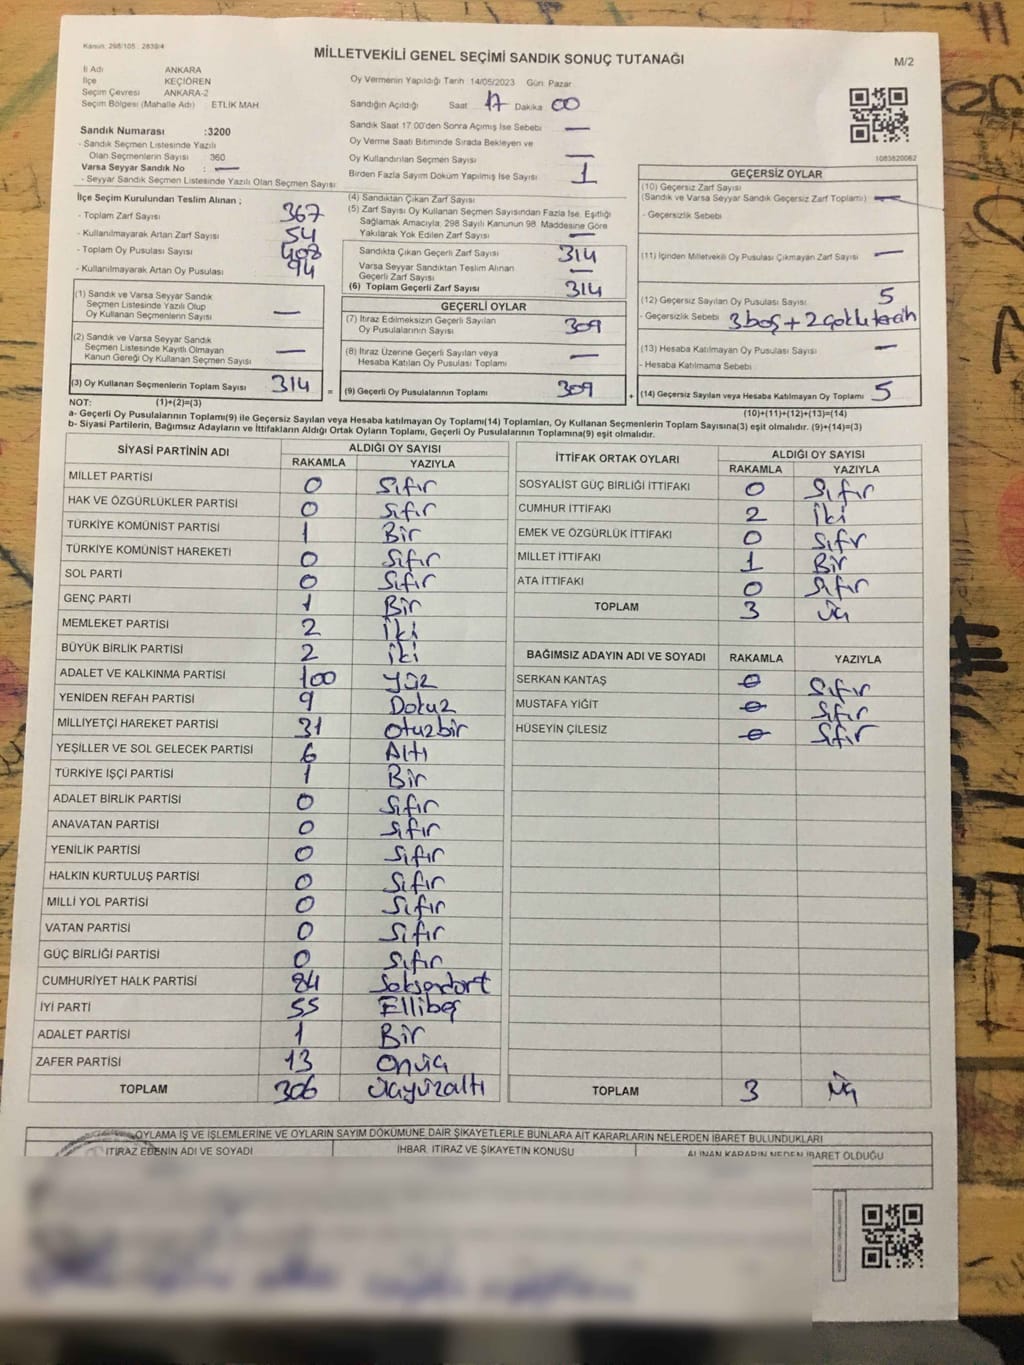 Kanun: 298/105 , 2839/4
MİLLETVEKİLİ GENEL SEÇİMİ SANDIK SONUÇ TUTANAĞI
M/2
İl Adı ANKARA
İlçe KEÇİÖREN
Seçim Çevresi ANKARA-2
Seçim Bölgesi (Mahalle Adı) : ETLİK MAH.
Oy Vermenin Yapıldığı Tarih :14/05/2023 Gün: Pazar
Sandığın Açıldığı Saat 17 Dakika 00
Sandık Saat 17.00'den Sonra Açımış İse Sebebi : —
Oy Verme Saati Bitiminde Sırada Bekleyen ve
Oy Kullandırılan Seçmen Sayısı —
Birden Fazla Sayım Döküm Yapılmış İse Sayısı 1
1083820062
Sandık Numarası :3200
- Sandık Seçmen Listesinde Yazılı
Olan Seçmenlerin Sayısı 360
Varsa Seyyar Sandık No : —
- Seyyar Sandık Seçmen Listesinde Yazılı Olan Seçmen Sayısı
İlçe Seçim Kurulundan Teslim Alınan ;
- Toplam Zarf Sayısı 367
- Kullanılmayarak Artan Zarf Sayısı 54
- Toplam Oy Pusulası Sayısı 408
- Kullanılmayarak Artan Oy Pusulası 94
(1) Sandık ve Varsa Seyyar Sandık
Seçmen Listesinde Yazılı Olup
Oy Kullanan Seçmenlerin Sayısı —
(2) Sandık ve Varsa Seyyar Sandık
Seçmen Listesinde Kayıtlı Olmayan
Kanun Gereği Oy Kullanan Seçmen Sayısı —
(3) Oy Kullanan Seçmenlerin Toplam Sayısı 314 =
(4) Sandıktan Çıkan Zarf Sayısı
(5) Zarf Sayısı Oy Kullanan Seçmen Sayısından Fazla İse, Eşitliği
Sağlamak Amacıyla, 298 Sayılı Kanunun 98. Maddesine Göre
Yakılarak Yok Edilen Zarf Sayısı —
Sandıkta Çıkan Geçerli Zarf Sayısı 314
Varsa Seyyar Sandıktan Teslim Alınan
Geçerli Zarf Sayısı —
(6) Toplam Geçerli Zarf Sayısı 314
GEÇERLİ OYLAR
(7) İtiraz Edilmeksizin Geçerli Sayılan
Oy Pusulalarının Sayısı 309
(8) İtiraz Üzerine Geçerli Sayılan veya
Hesaba Katılan Oy Pusulası Toplamı —
(9) Geçerli Oy Pusulalarının Toplamı 309 +
GEÇERSİZ OYLAR
(10) Geçersiz Zarf Sayısı
(Sandık ve Varsa Seyyar Sandık Geçersiz Zarf Toplamı) —
- Geçersizlik Sebebi
(11) İçinden Milletvekili Oy Pusulası Çıkmayan Zarf Sayısı —
(12) Geçersiz Sayılan Oy Pusulası Sayısı 5
- Geçersizlik Sebebi 3 boş + 2 çoklu tercih
(13) Hesaba Katılmayan Oy Pusulası Sayısı —
- Hesaba Katılmama Sebebi
(14) Geçersiz Sayılan veya Hesaba Katılmayan Oy Toplamı 5
NOT: (1)+(2)=(3) (10)+(11)+(12)+(13)=(14)
a- Geçerli Oy Pusulalarının Toplamı(9) ile Geçersiz Sayılan veya Hesaba katılmayan Oy Toplamı(14) Toplamları, Oy Kullanan Seçmenlerin Toplam Sayısına(3) eşit olmalıdır. (9)+(14)=(3)
b- Siyasi Partilerin, Bağımsız Adayların ve İttifakların Aldığı Ortak Oyların Toplamı, Geçerli Oy Pusulalarının Toplamına(9) eşit olmalıdır.
SİYASİ PARTİNİN ADI ALDIĞI OY SAYISI
RAKAMLA YAZIYLA
MİLLET PARTİSİ 0 Sıfır
HAK VE ÖZGÜRLÜKLER PARTİSİ 0 Sıfır
TÜRKİYE KOMÜNİST PARTİSİ 1 Bir
TÜRKİYE KOMÜNİST HAREKETİ 0 Sıfır
SOL PARTİ 0 Sıfır
GENÇ PARTİ 1 Bir
MEMLEKET PARTİSİ 2 İki
BÜYÜK BİRLİK PARTİSİ 2 İki
ADALET VE KALKINMA PARTİSİ 100 Yüz
YENİDEN REFAH PARTİSİ 9 Dokuz
MİLLİYETÇİ HAREKET PARTİSİ 31 Otuzbir
YEŞİLLER VE SOL GELECEK PARTİSİ 6 Altı
TÜRKİYE İŞÇİ PARTİSİ 1 Bir
ADALET BİRLİK PARTİSİ 0 Sıfır
ANAVATAN PARTİSİ 0 Sıfır
YENİLİK PARTİSİ 0 Sıfır
HALKIN KURTULUŞ PARTİSİ 0 Sıfır
MİLLİ YOL PARTİSİ 0 Sıfır
VATAN PARTİSİ 0 Sıfır
GÜÇ BİRLİĞİ PARTİSİ 0 Sıfır
CUMHURİYET HALK PARTİSİ 84 Seksendört
İYİ PARTİ 55 Ellibeş
ADALET PARTİSİ 1 Bir
ZAFER PARTİSİ 13 Onüç
TOPLAM 306 Üçyüzaltı
İTTİFAK ORTAK OYLARI ALDIĞI OY SAYISI
RAKAMLA YAZIYLA
SOSYALİST GÜÇ BİRLİĞİ İTTİFAKI 0 Sıfır
CUMHUR İTTİFAKI 2 İki
EMEK VE ÖZGÜRLÜK İTTİFAKI 0 Sıfır
MİLLET İTTİFAKI 1 Bir
ATA İTTİFAKI 0 Sıfır
TOPLAM 3 Üç
BAĞIMSIZ ADAYIN ADI VE SOYADI RAKAMLA YAZIYLA
SERKAN KANTAŞ 0 Sıfır
MUSTAFA YİĞİT 0 Sıfır
HÜSEYİN ÇİLESİZ 0 Sıfır
TOPLAM 3 Üç
OYLAMA İŞ VE İŞLEMLERİNE VE OYLARIN SAYIM DÖKÜMÜNE DAİR ŞİKAYETLERLE BUNLARA AİT KARARLARIN NELERDEN İBARET BULUNDUKLARI
İTİRAZ EDENİN ADI VE SOYADI İHBAR, İTİRAZ VE ŞİKAYETİN KONUSU ALINAN KARARIN NEDEN İBARET OLDUĞU